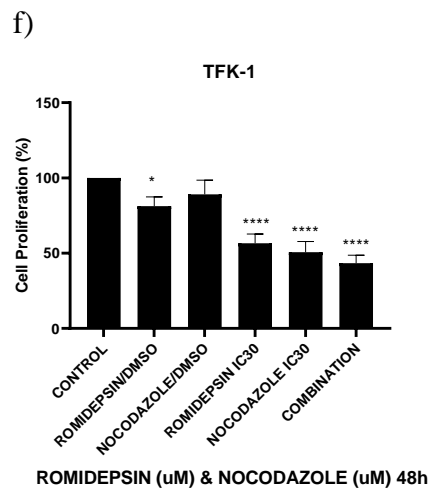 f)
TFK-1
Cell Proliferation (%)
150
100
50
0
*
****
****
****
CONTROL
ROMIDEPSIN/DMSO
NOCODAZOLE/DMSO
ROMIDEPSIN IC30
NOCODAZOLE IC30
COMBINATION
ROMIDEPSIN (uM) & NOCODAZOLE (uM) 48h